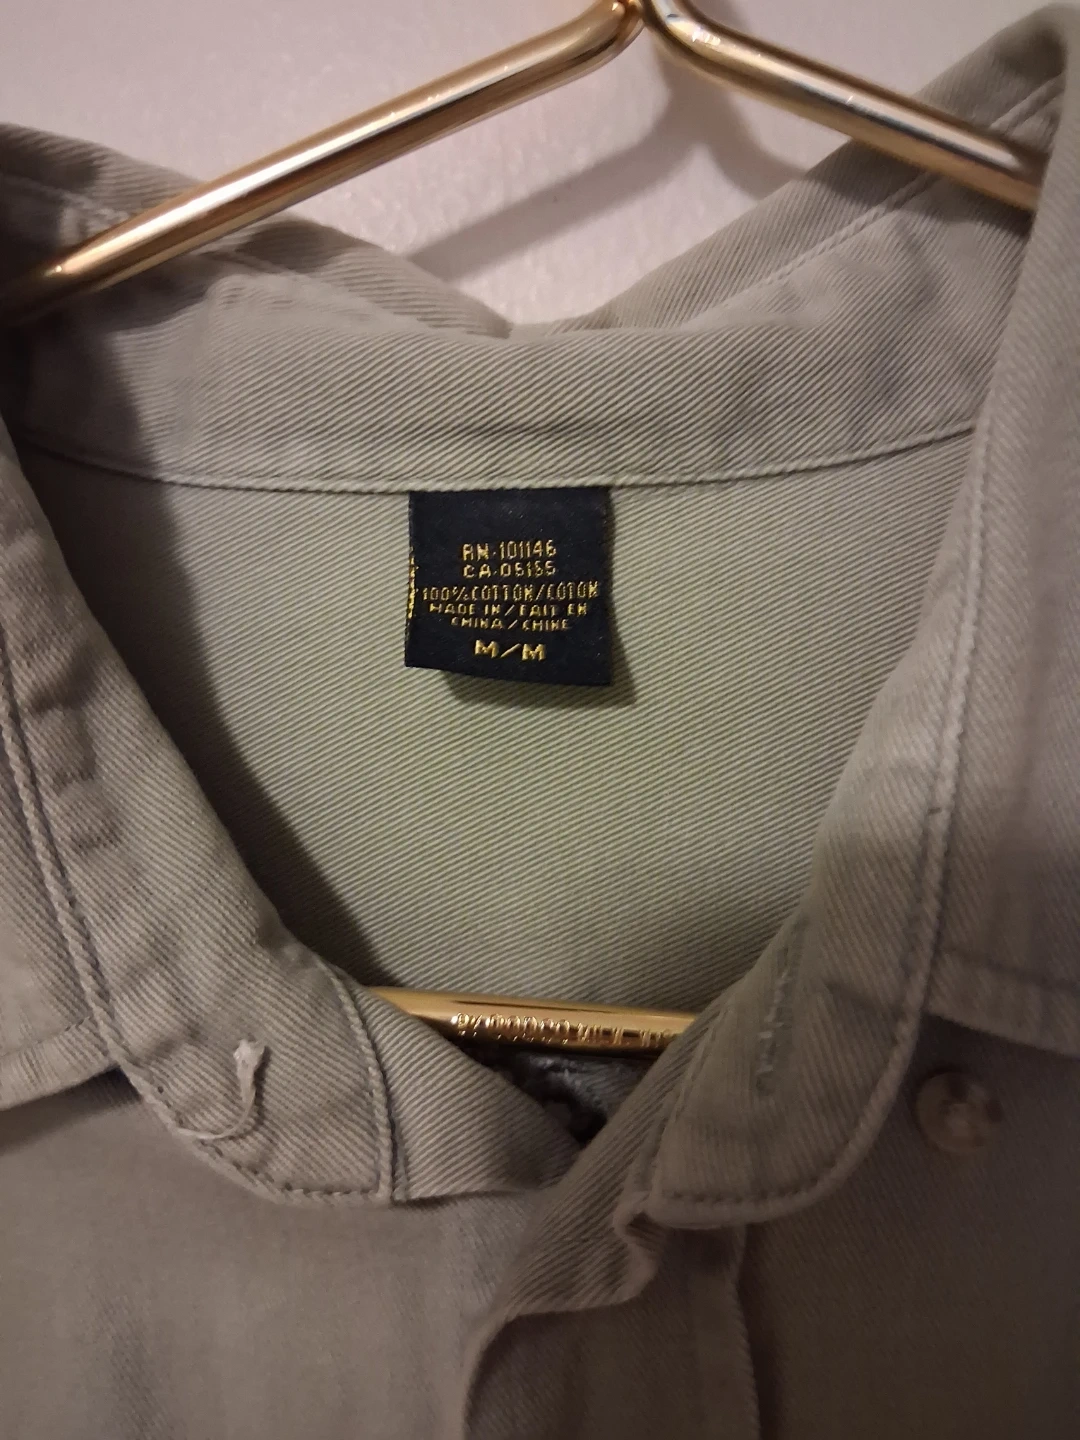 RN·101146
CA·05155
100%COTTON/COTON
MADE IN/FAIT EN
CHINA/CHINE
M/M